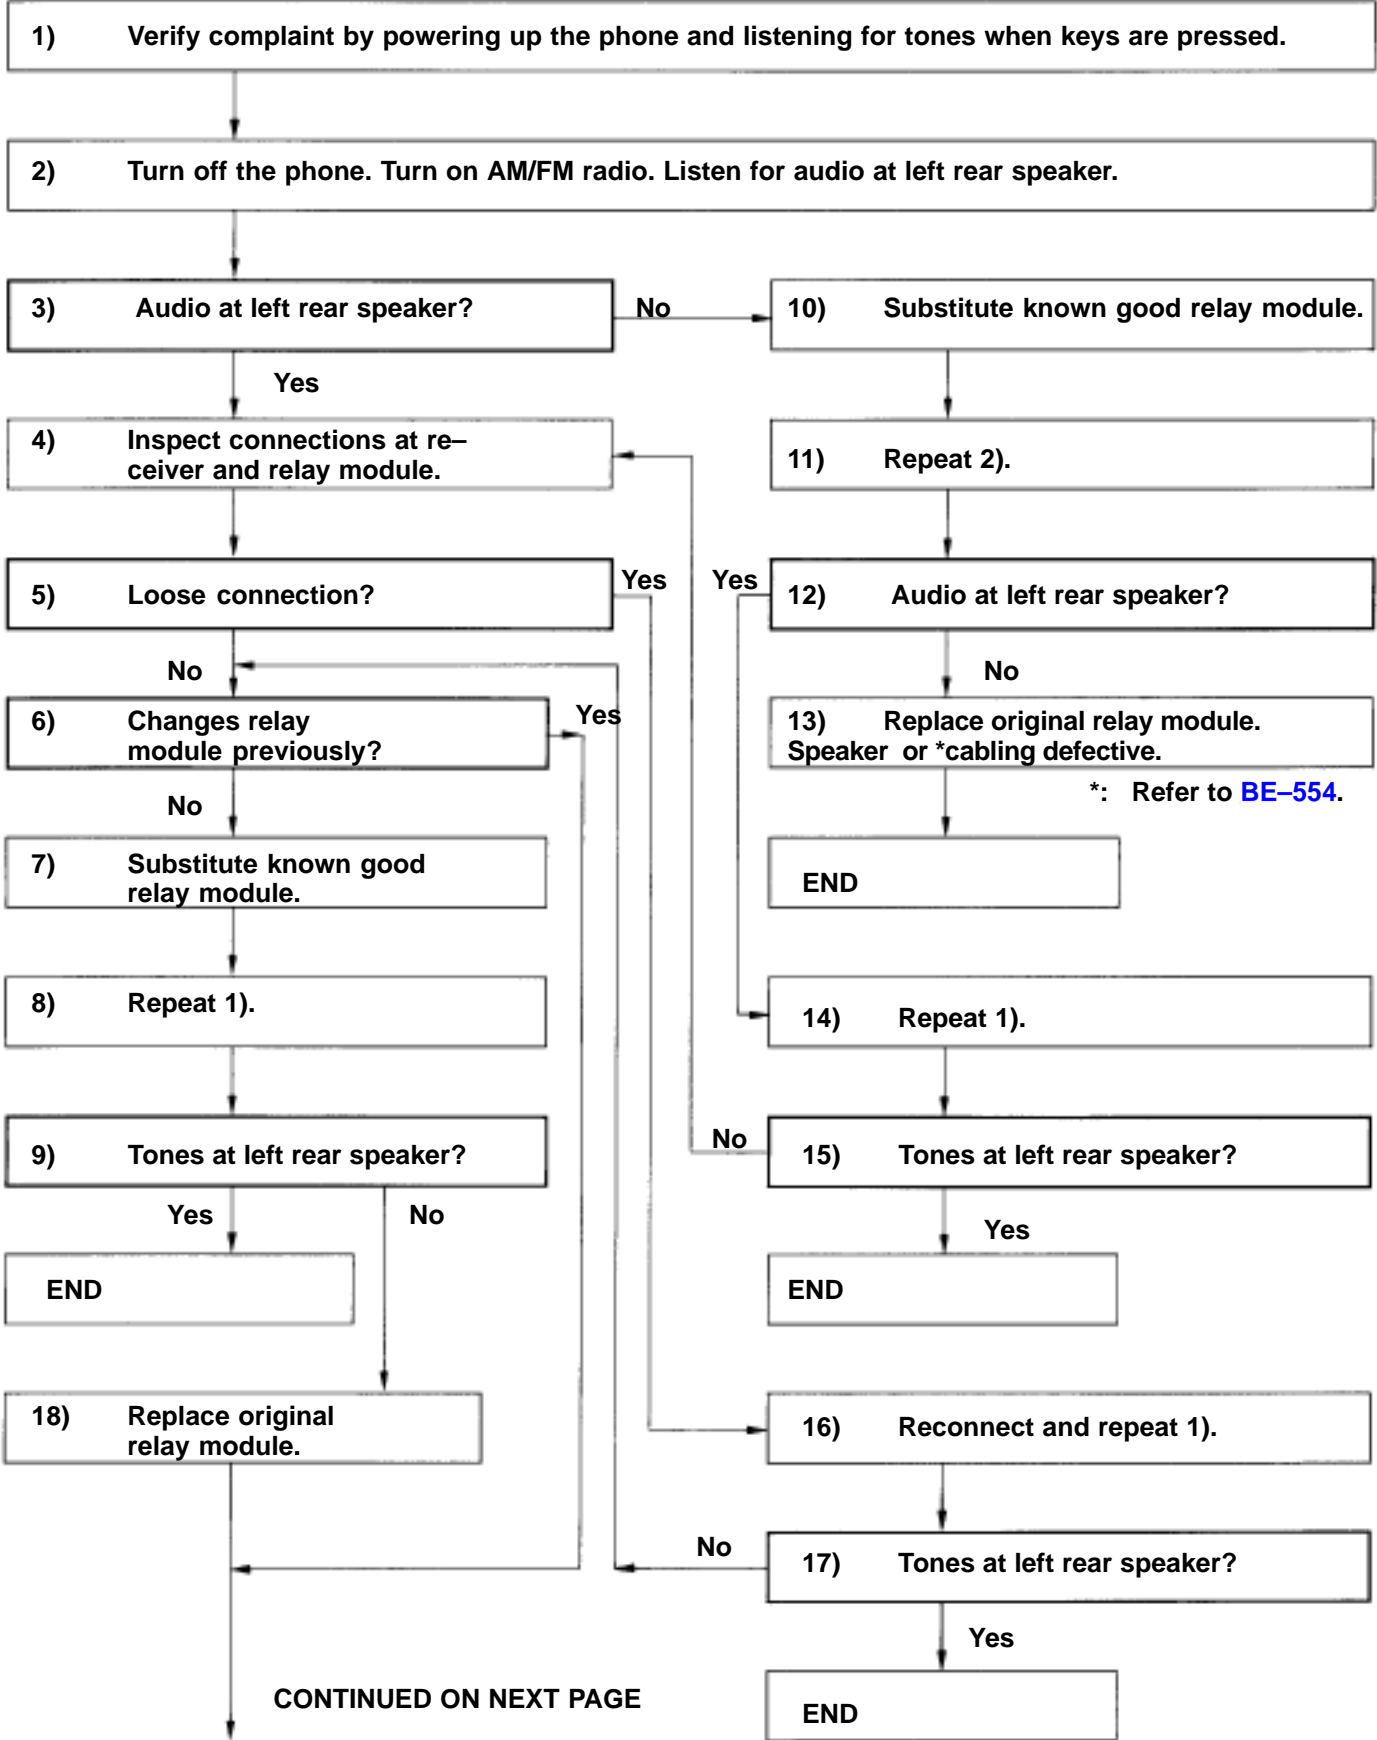 1) Verify complaint by powering up the phone and listening for tones when keys are pressed.
2) Turn off the phone. Turn on AM/FM radio. Listen for audio at left rear speaker.
3) Audio at left rear speaker?
No
10) Substitute known good relay module.
Yes
4) Inspect connections at re–
ceiver and relay module.
11) Repeat 2).
5) Loose connection?
Yes
Yes
12) Audio at left rear speaker?
No
No
6) Changes relay
module previously?
Yes
13) Replace original relay module.
Speaker or *cabling defective.
*: Refer to BE–554.
No
7) Substitute known good
relay module.
END
8) Repeat 1).
14) Repeat 1).
9) Tones at left rear speaker?
No
15) Tones at left rear speaker?
Yes
No
Yes
END
END
18) Replace original
relay module.
16) Reconnect and repeat 1).
No
17) Tones at left rear speaker?
Yes
CONTINUED ON NEXT PAGE
END